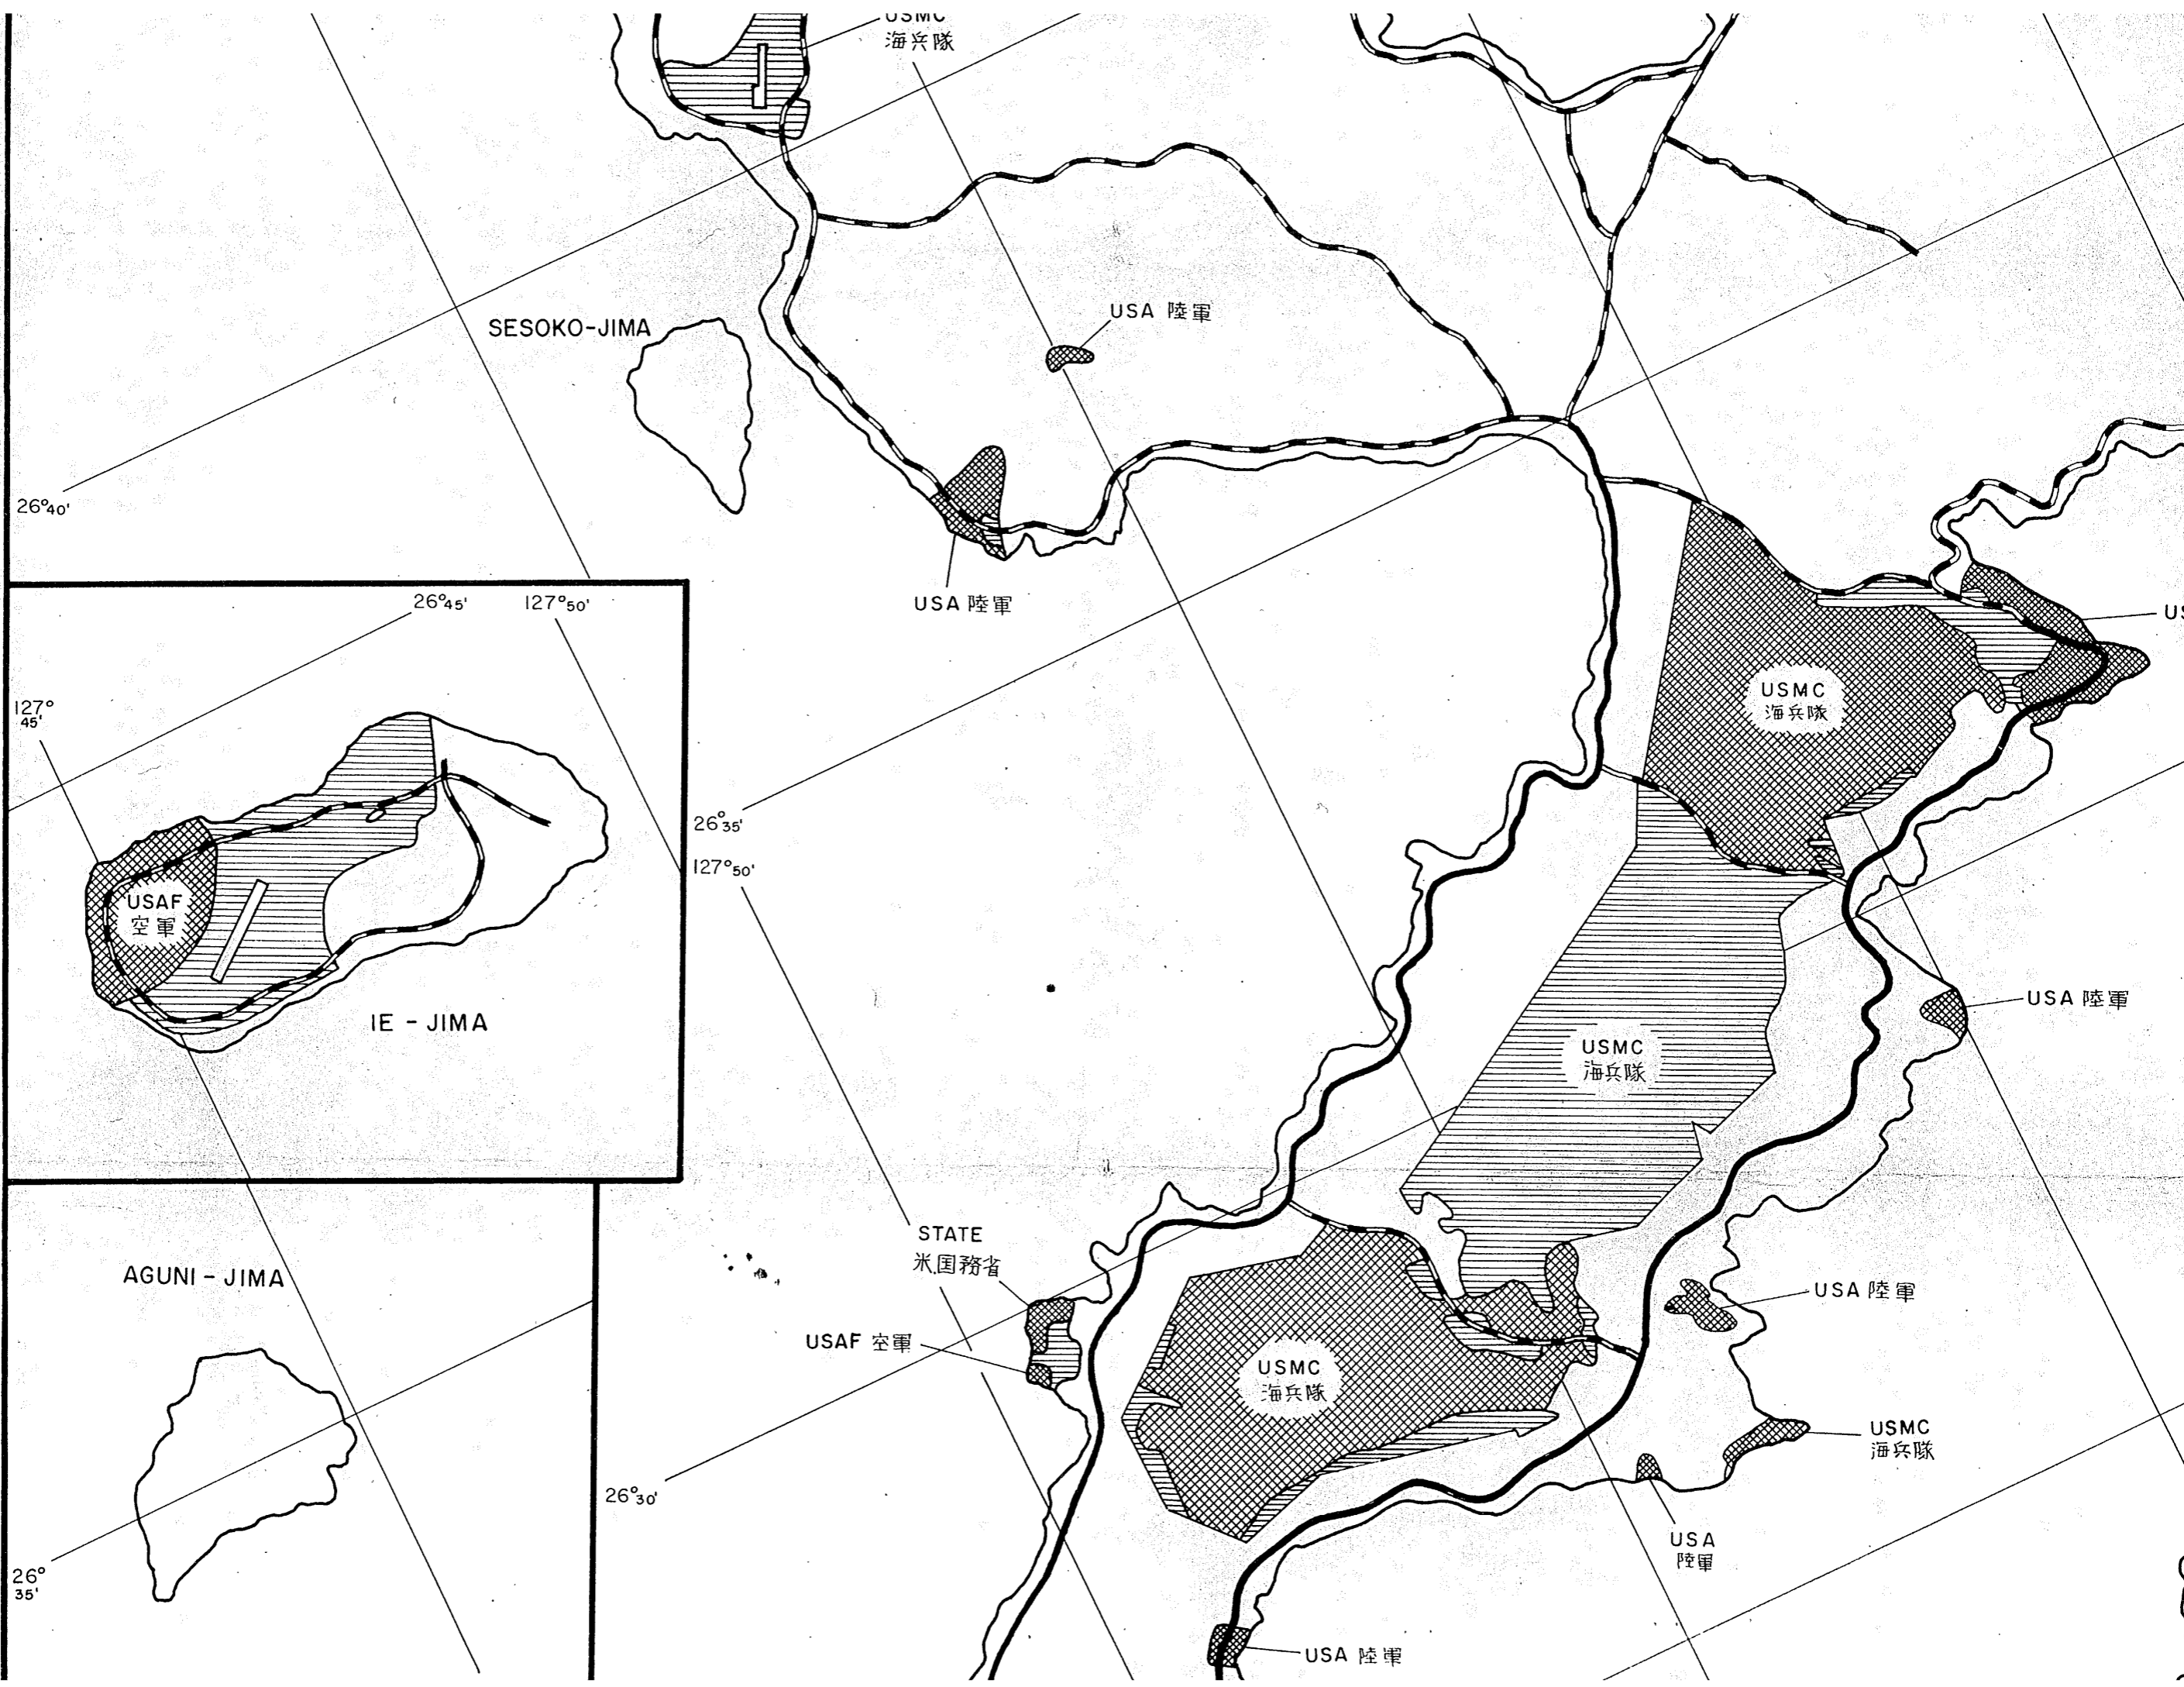 USMC
海兵隊
USA 陸軍
SESOKO-JIMA
26°40'
USA 陸軍
26°45'
127°50'
US
127°
45'
USMC
海兵隊
26°35'
127°50'
USAF
空軍
IE - JIMA
USA 陸軍
USMC
海兵隊
STATE
米国務省
AGUNI - JIMA
USA 陸軍
USAF 空軍
USMC
海兵隊
USMC
海兵隊
26°30'
USA
陸軍
26°
35'
USA 陸軍